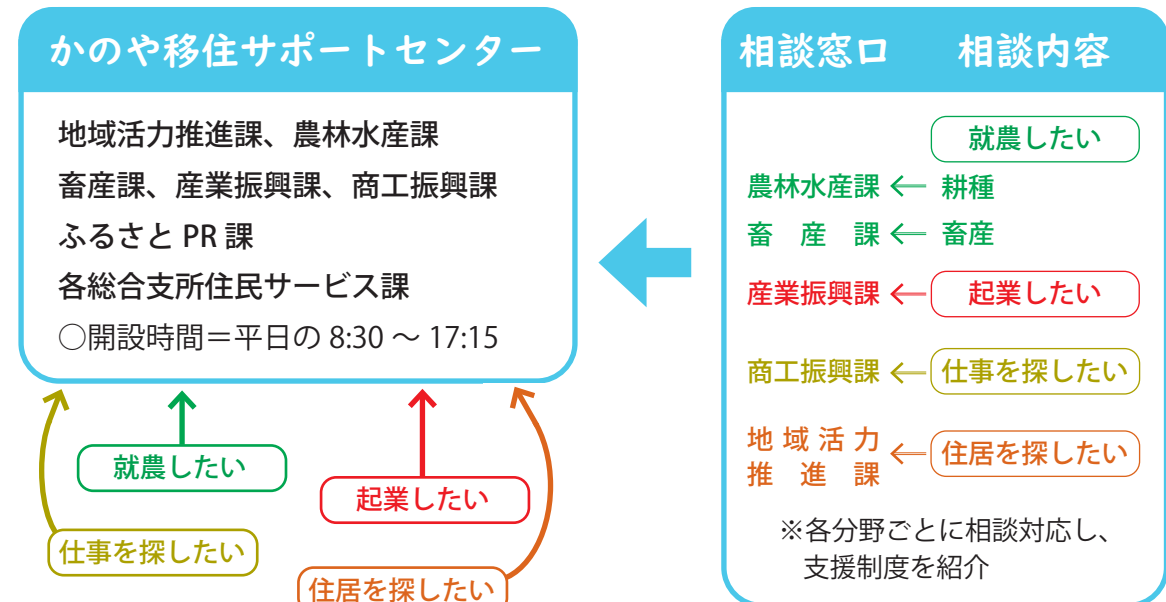 かのや移住サポートセンター
地域活力推進課、農林水産課
畜産課、産業振興課、商工振興課
ふるさと PR 課
各総合支所住民サービス課
○開設時間＝平日の 8:30 ～ 17:15
就農したい
起業したい
仕事を探したい
住居を探したい
相談窓口 相談内容
就農したい
農林水産課 ← 耕種
畜産課 ← 畜産
産業振興課 ← 起業したい
商工振興課 ← 仕事を探したい
地域活力
推進課 ← 住居を探したい
※各分野ごとに相談対応し、
支援制度を紹介